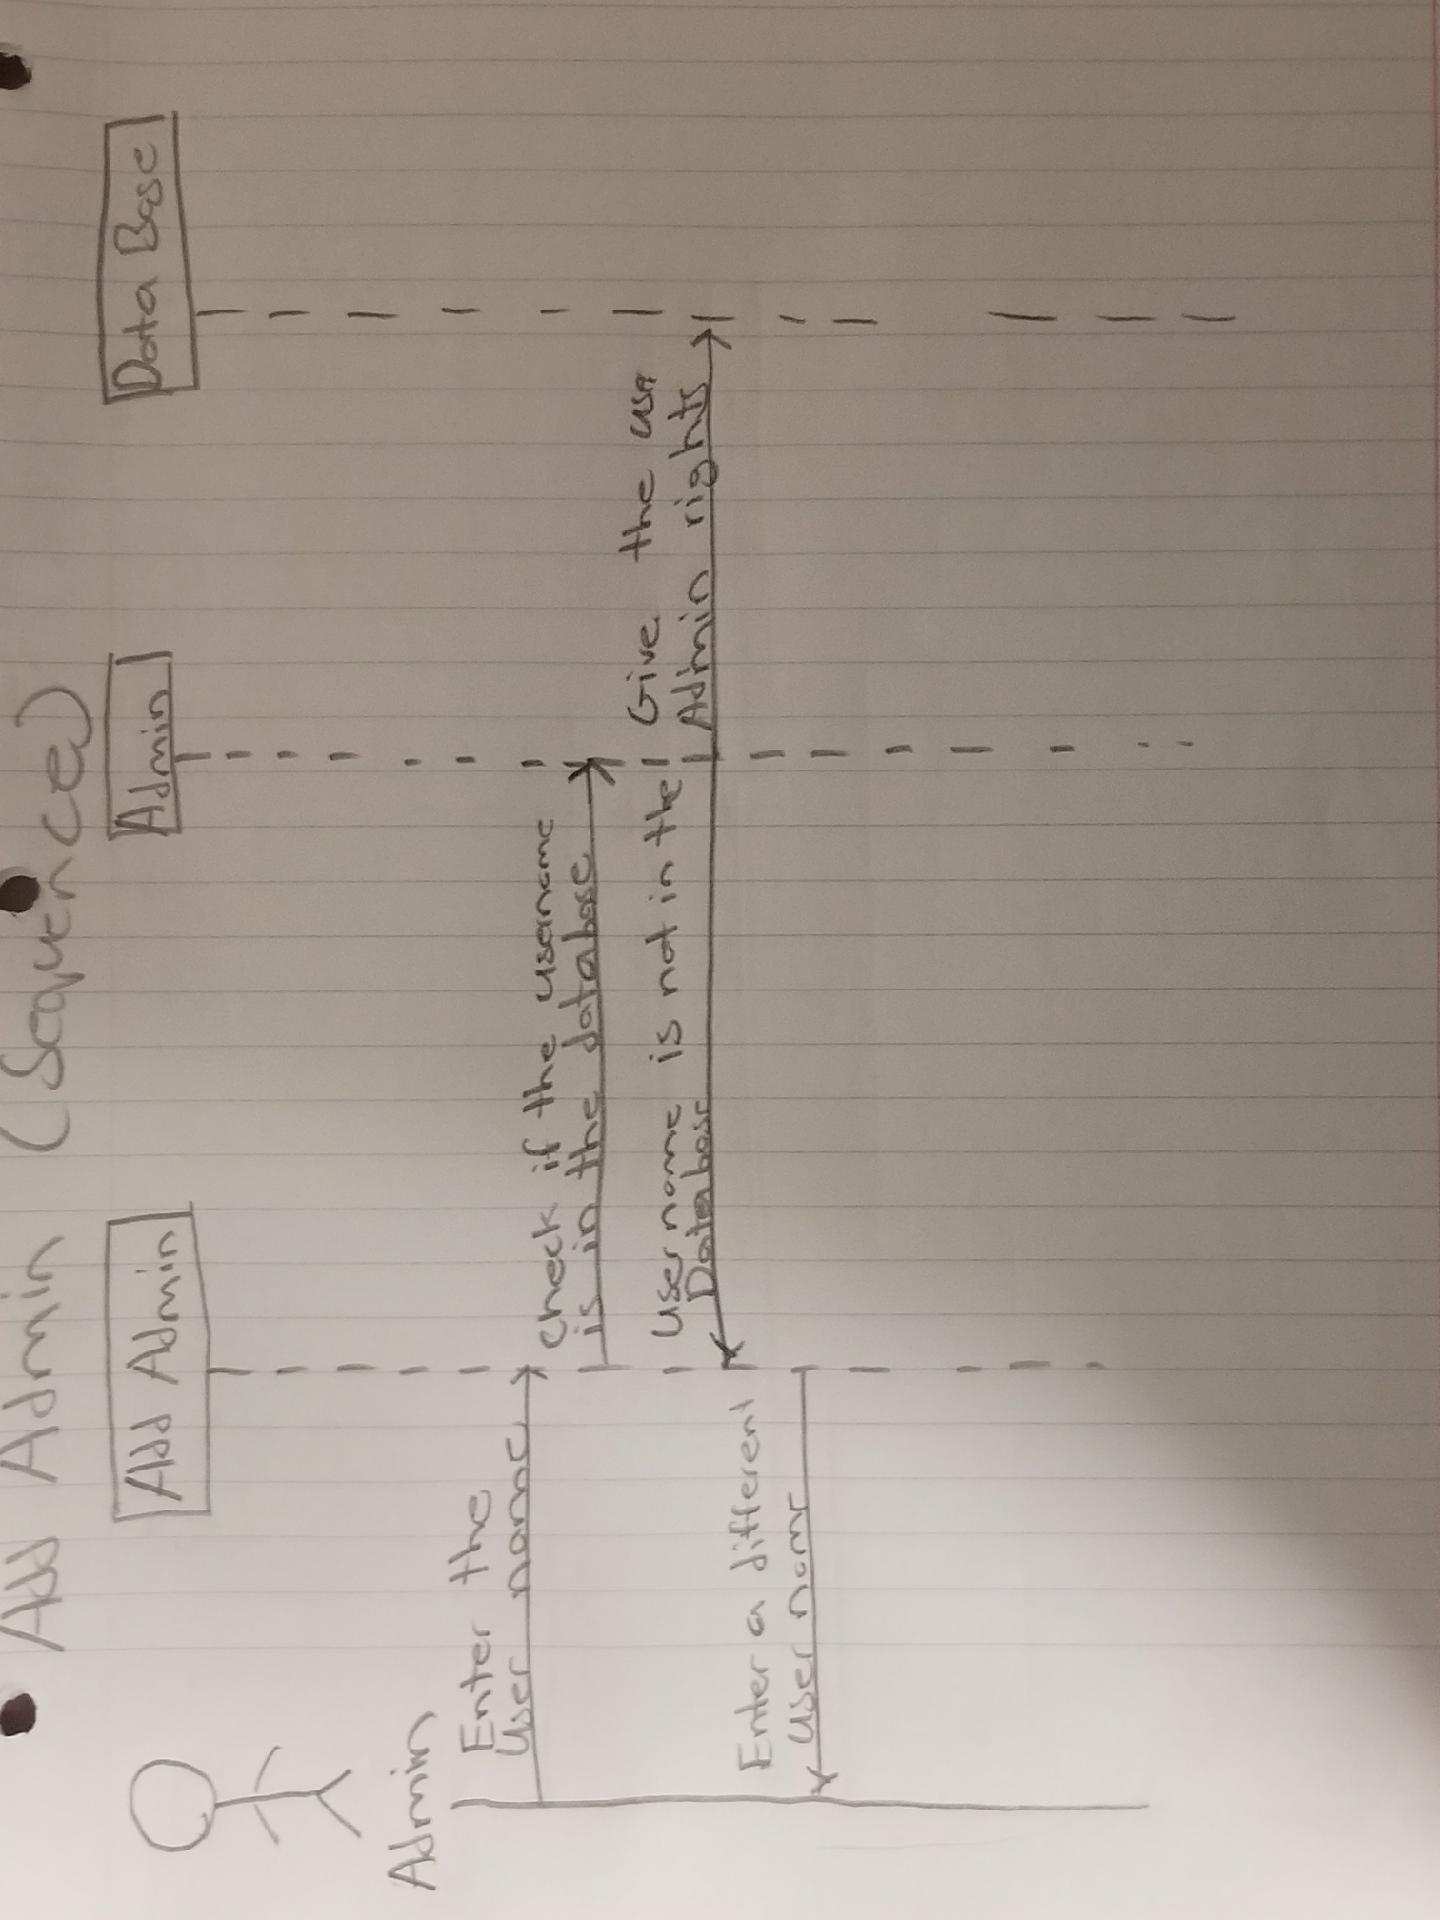 Add Admin (Sequence)
Add Admin
Admin
Data Base
Admin
Enter the
User name
check if the username
is in the database
User name is not in the
Database
Give the
Admin rights
Enter a different
User name